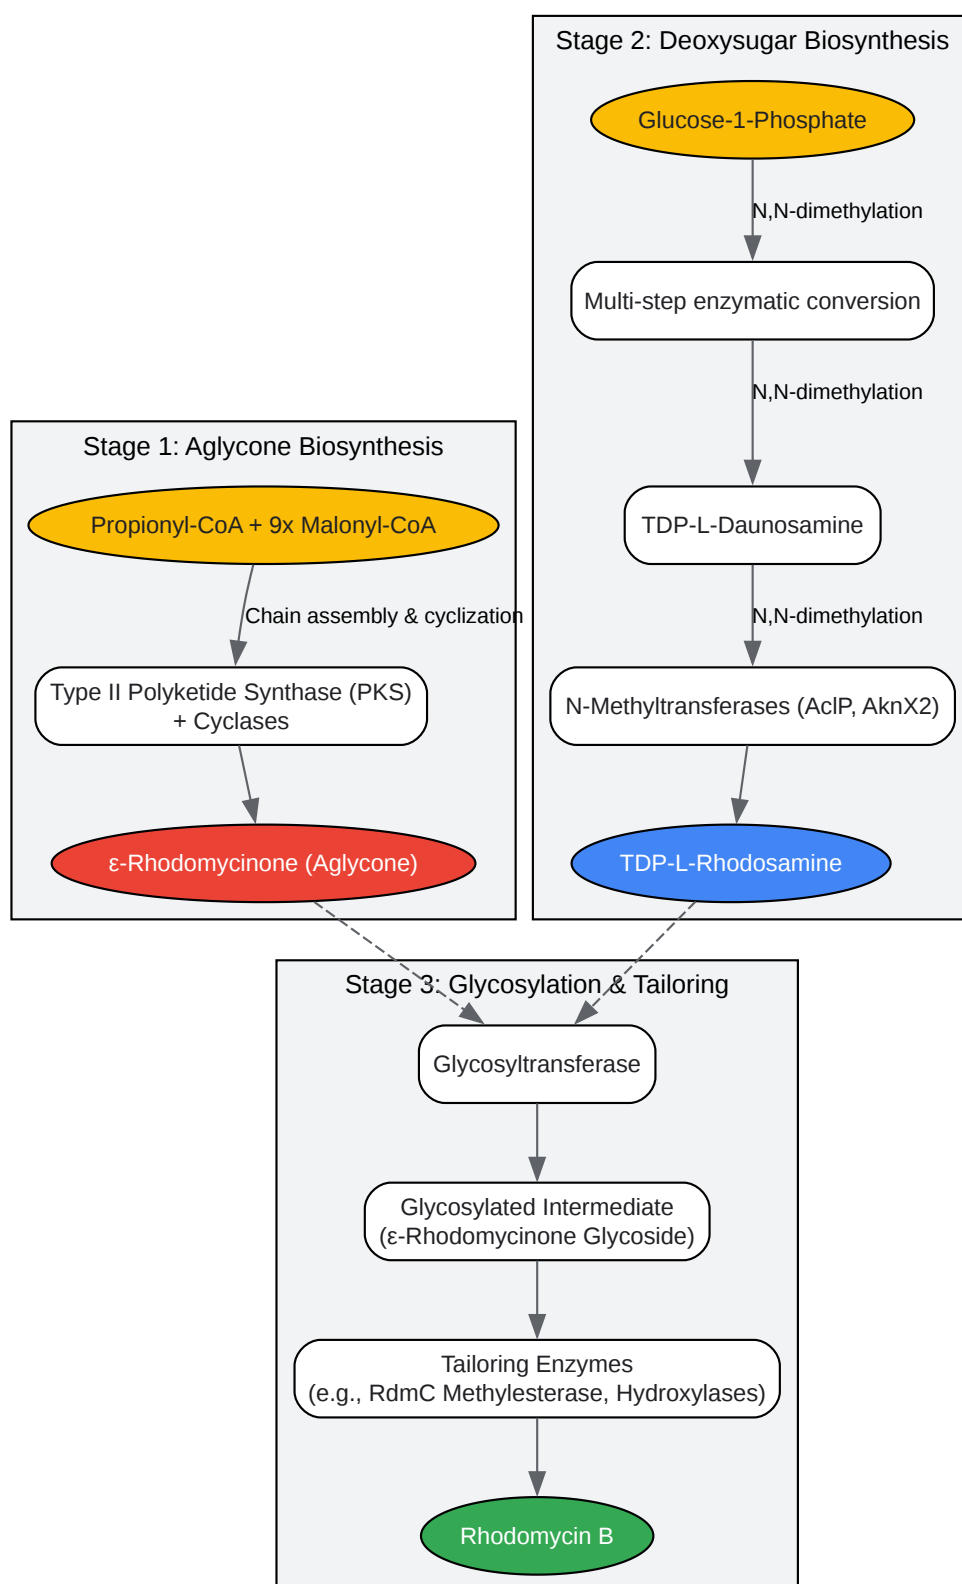 Stage 2: Deoxysugar Biosynthesis
Glucose-1-Phosphate
N,N-dimethylation
Multi-step enzymatic conversion
N,N-dimethylation
TDP-L-Daunosamine
N,N-dimethylation
N-Methyltransferases (AclP, AknX2)
TDP-L-Rhodosamine
Stage 1: Aglycone Biosynthesis
Propionyl-CoA + 9x Malonyl-CoA
Chain assembly & cyclization
Type II Polyketide Synthase (PKS)
+ Cyclases
ε-Rhodomycinone (Aglycone)
Stage 3: Glycosylation & Tailoring
Glycosyltransferase
Glycosylated Intermediate
(ε-Rhodomycinone Glycoside)
Tailoring Enzymes
(e.g., RdmC Methylesterase, Hydroxylases)
Rhodomycin B